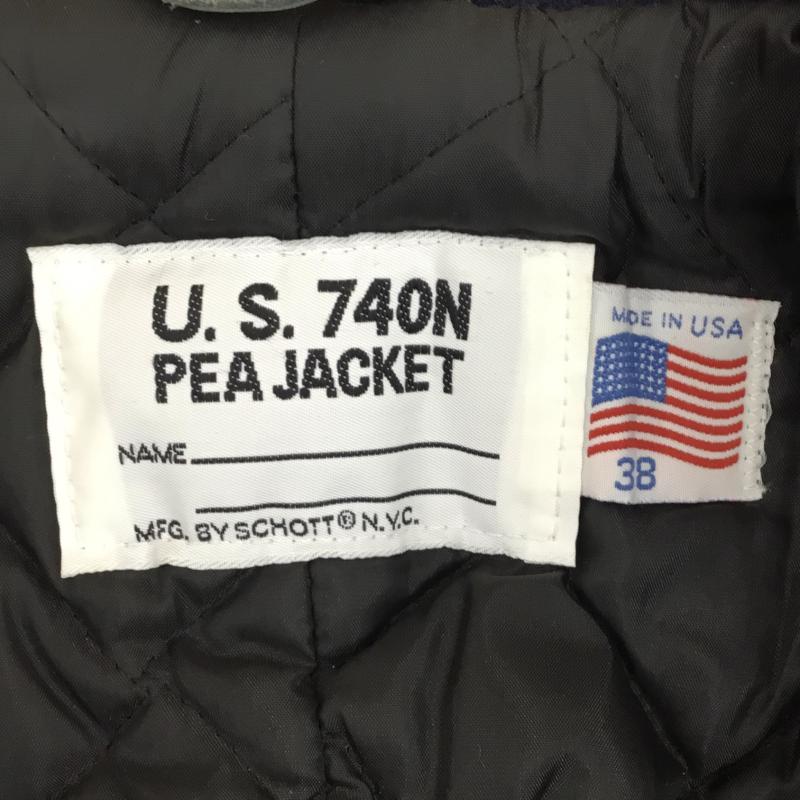 U. S. 740N
PEA JACKET
NAME
MFG. BY SCHOTT® N.Y.C.
MADE IN USA
38